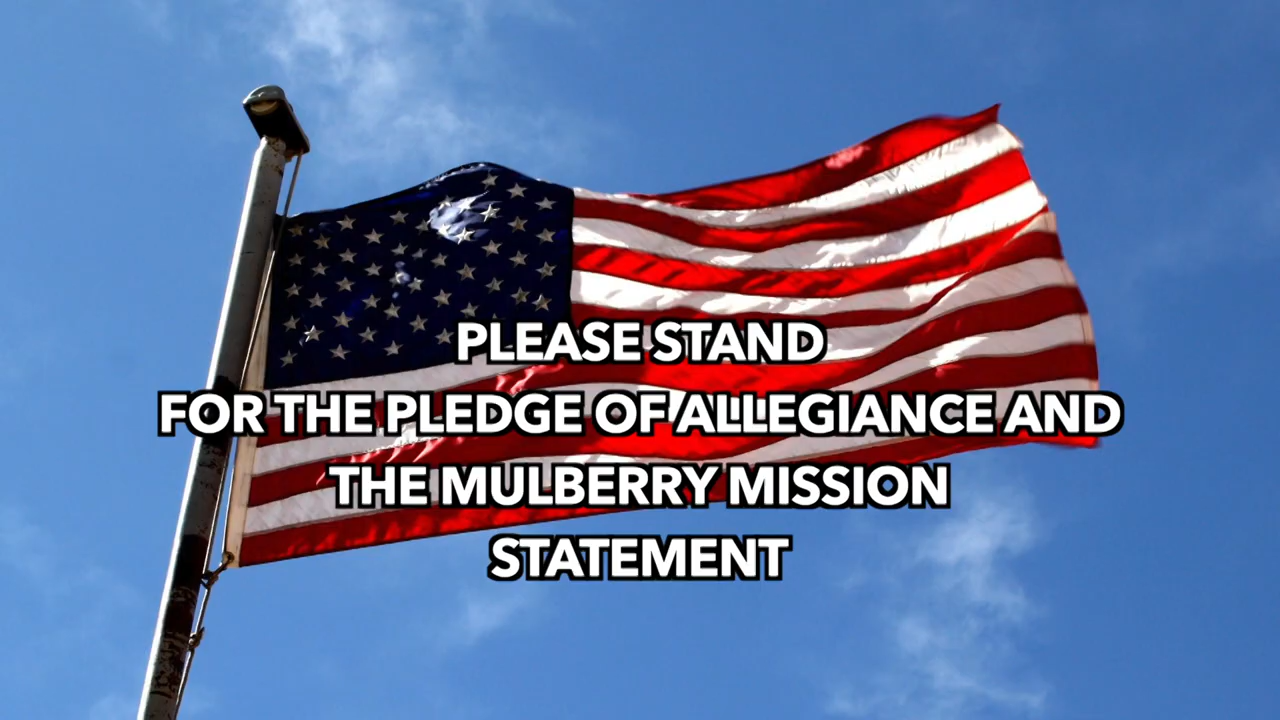 PLEASE STAND
FOR THE PLEDGE OF ALLEGIANCE AND
THE MULBERRY MISSION
STATEMENT